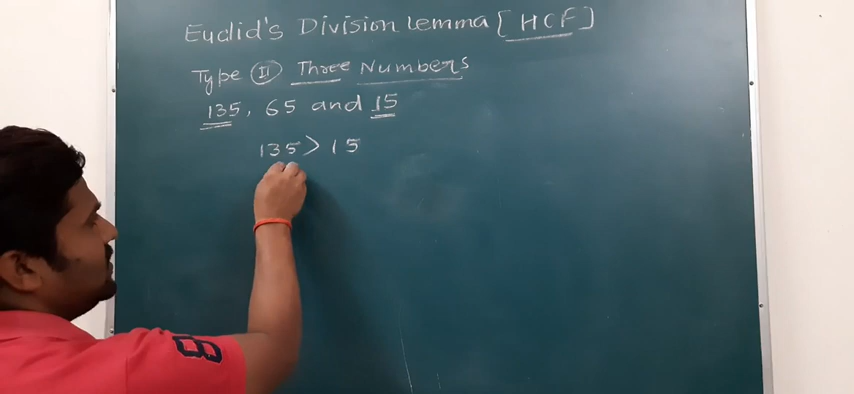 Euclid's Division Lemma [HCF]
Type II Three Numbers
135, 65 and 15
135 > 15